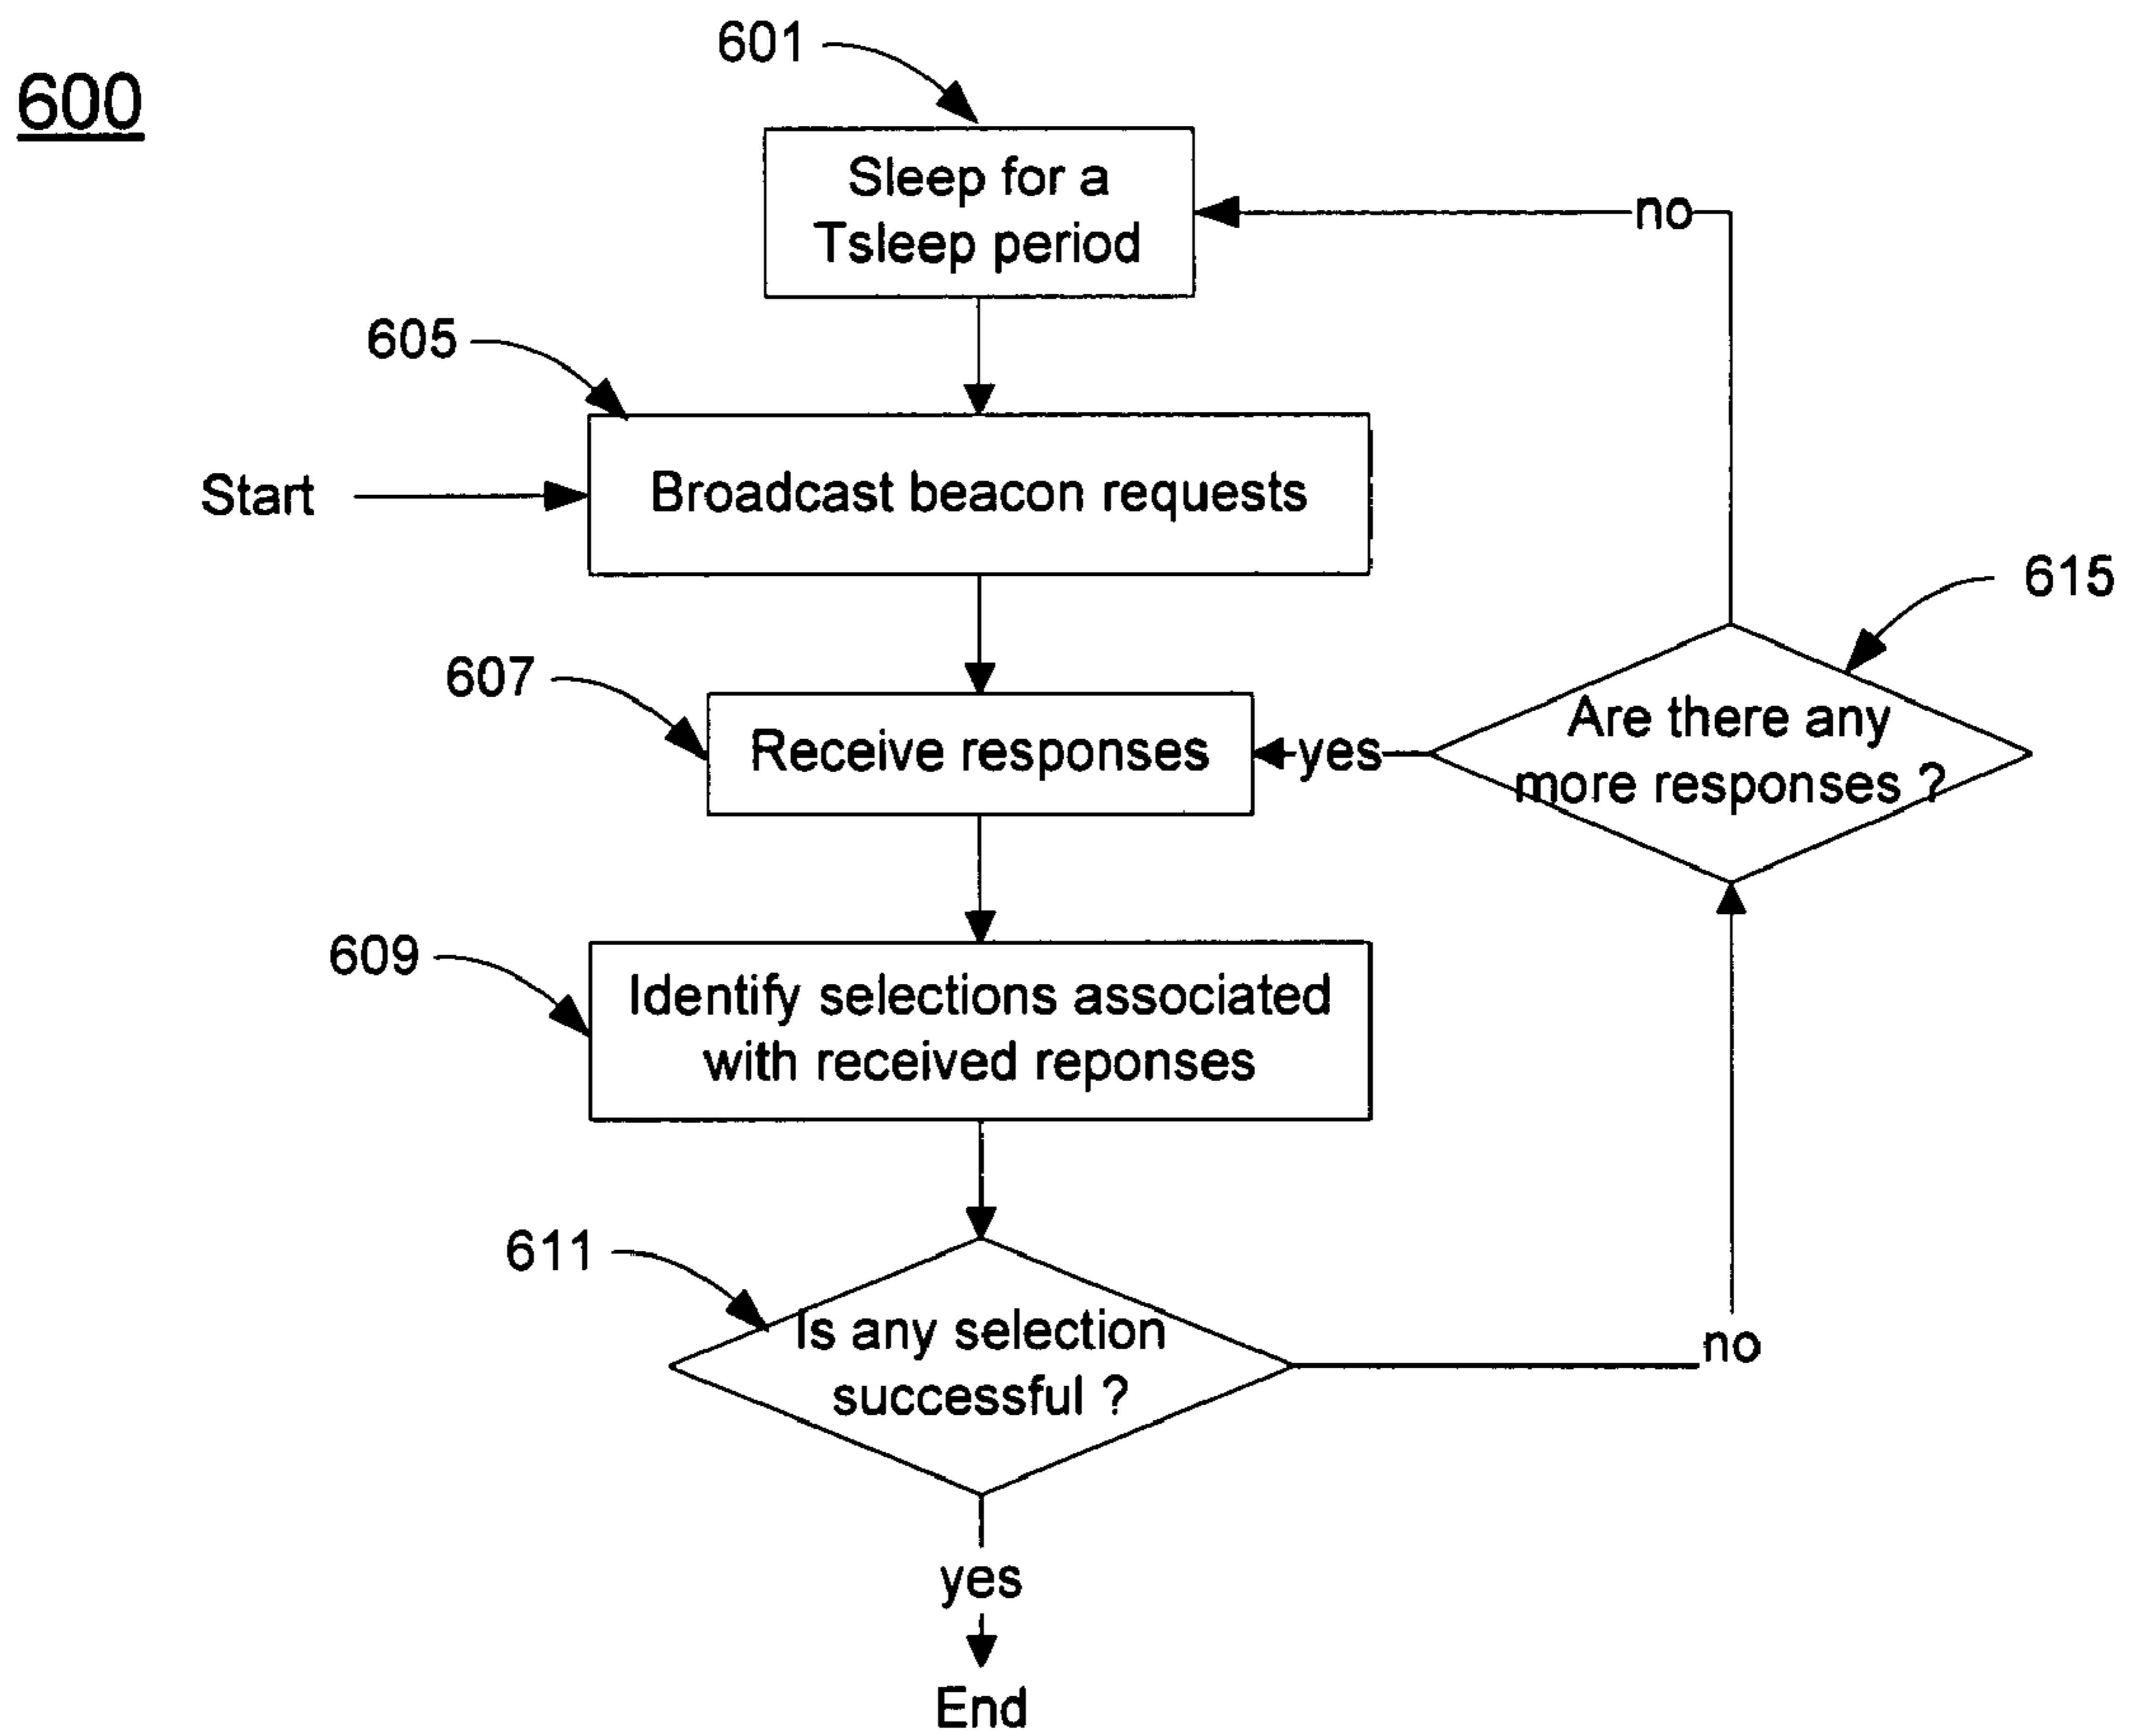 601
600
Sleep for a
Tsleep period
no
605
Start
Broadcast beacon requests
615
607
Receive responses
yes
Are there any
more responses ?
609
Identify selections associated
with received reponses
611
Is any selection
successful ?
no
yes
End